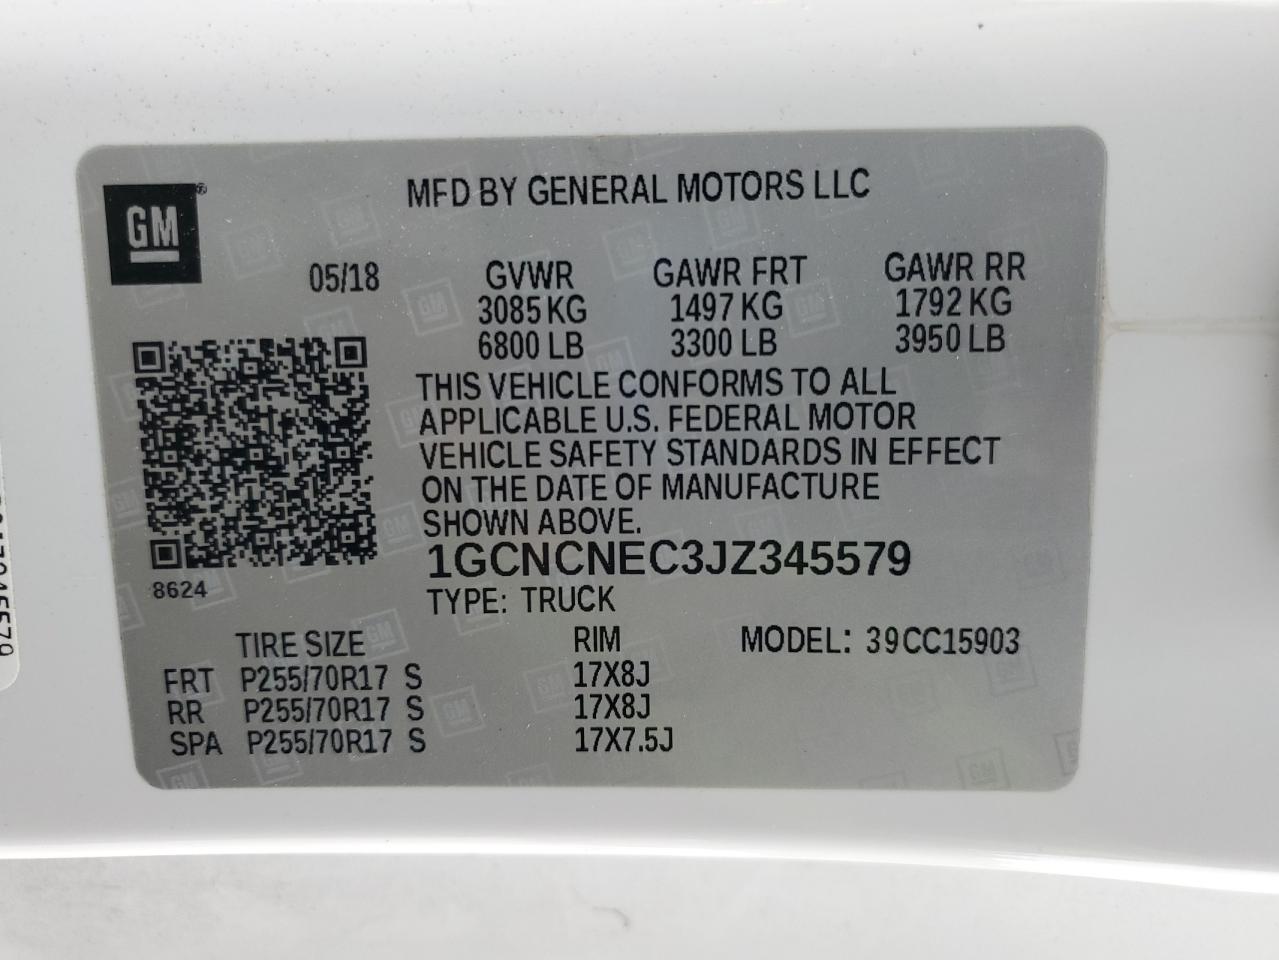 GM®
MFD BY GENERAL MOTORS LLC
05/18 GVWR GAWR FRT GAWR RR
3085 KG 1497 KG 1792 KG
6800 LB 3300 LB 3950 LB
THIS VEHICLE CONFORMS TO ALL
APPLICABLE U.S. FEDERAL MOTOR
VEHICLE SAFETY STANDARDS IN EFFECT
ON THE DATE OF MANUFACTURE
SHOWN ABOVE.
8624
1GCNCNEC3JZ345579
TYPE: TRUCK
TIRE SIZE RIM MODEL: 39CC15903
FRT P255/70R17 S 17X8J
RR P255/70R17 S 17X8J
SPA P255/70R17 S 17X7.5J